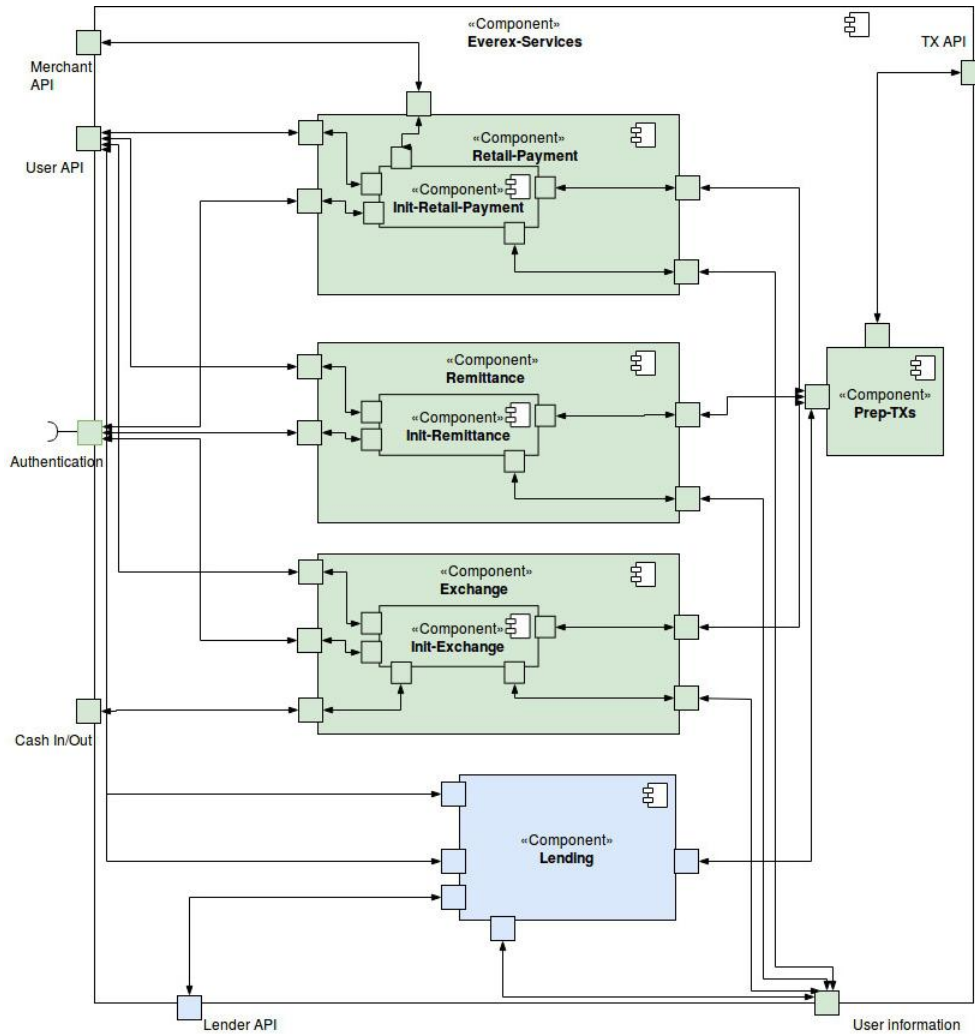 «Component»
Everex-Services
TX API
Merchant
API
User API
«Component»
Retail-Payment
«Component»
Init-Retail-Payment
«Component»
Remittance
«Component»
Init-Remittance
«Component»
Prep-TXs
Authentication
«Component»
Exchange
«Component»
Init-Exchange
Cash In/Out
«Component»
Lending
Lender API
User information